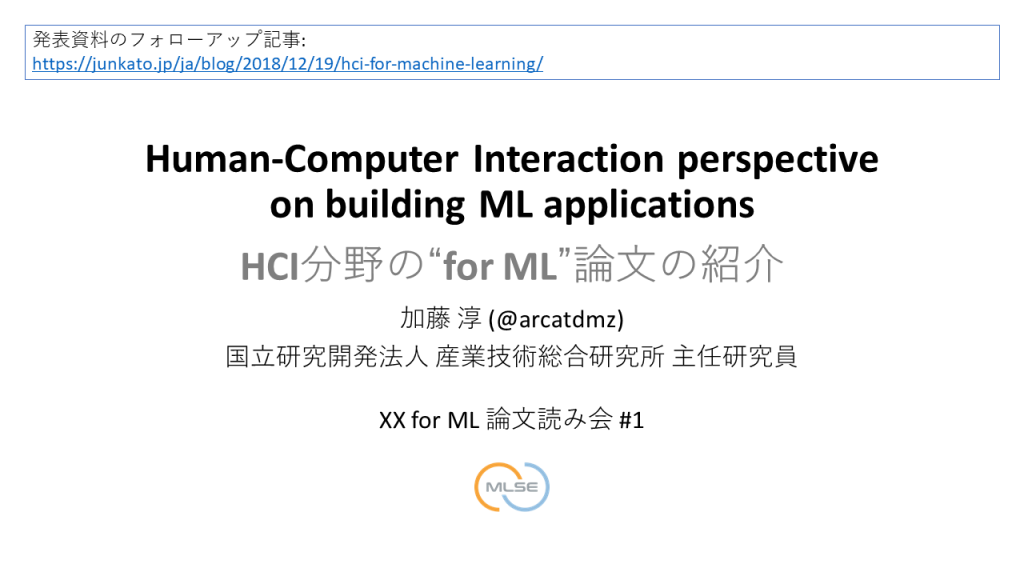 発表資料のフォローアップ記事:
https://junkato.jp/ja/blog/2018/12/19/hci-for-machine-learning/
Human-Computer Interaction perspective
on building ML applications
HCI分野の“for ML”論文の紹介
加藤 淳 (@arcatdmz)
国立研究開発法人 産業技術総合研究所 主任研究員
XX for ML 論文読み会 #1
MLSE